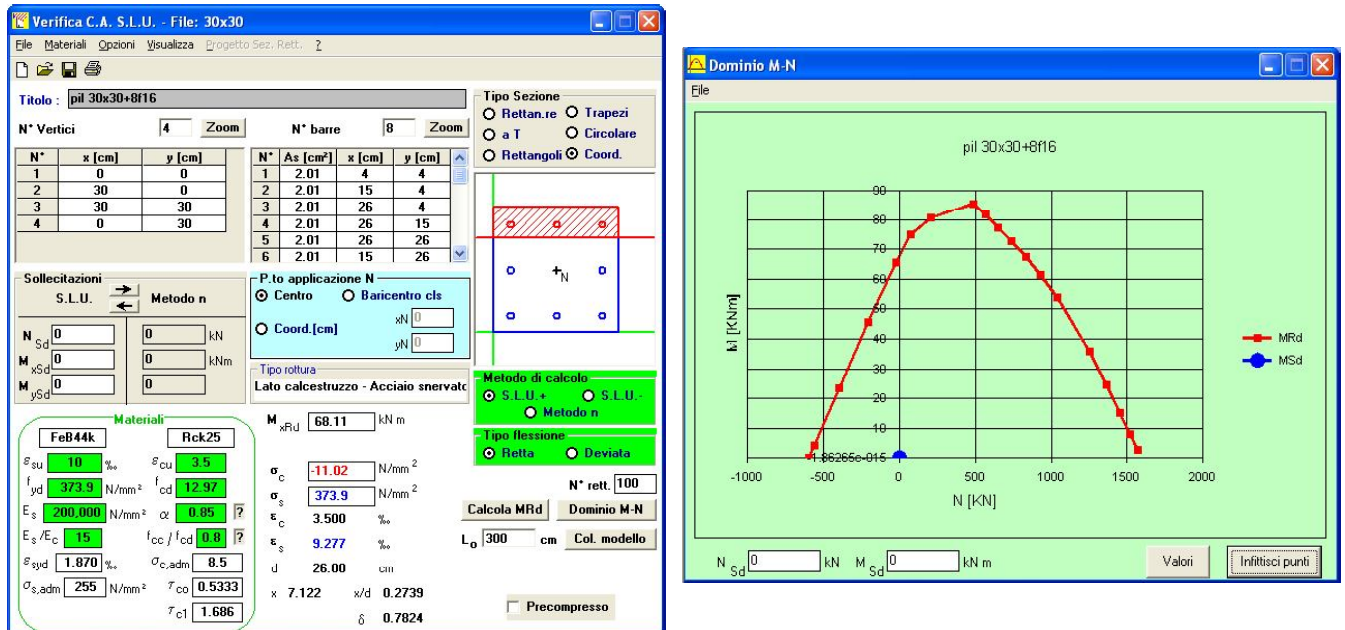 Verifica C.A. S.L.U. - File: 30x30
File Materiali Opzioni Visualizza Progetto Sez. Rett. ?
Titolo : pil 30x30+8f16
N° Vertici 4 Zoom N° barre 8 Zoom
N° x [cm] y [cm]
1 0 0
2 30 0
3 30 30
4 0 30
N° As [cm²] x [cm] y [cm]
1 2.01 4 4
2 2.01 15 4
3 2.01 26 4
4 2.01 26 15
5 2.01 26 26
6 2.01 15 26
Tipo Sezione
Rettan.re Trapezi
a T Circolare
Rettangoli Coord.
N
Sollecitazioni
S.L.U. Metodo n
N Sd 0 0 kN
M xSd 0 0 kNm
M ySd 0 0
P.to applicazione N
Centro Baricentro cls
Coord.[cm] xN 0
yN 0
Tipo rottura
Lato calcestruzzo - Acciaio snervato
Metodo di calcolo
S.L.U.+ S.L.U.-
Metodo n
Tipo flessione
Retta Deviata
N° rett. 100
Calcola MRd Dominio M-N
L₀ 300 cm Col. modello
Precompresso
Materiali
FeB44k Rck25
εsu 10 ‰ εcu 3.5
fyd 373.9 N/mm² fcd 12.97
Es 200,000 N/mm² α 0.85 ?
Es/Ec 15 fcc/fcd 0.8 ?
εsyd 1.870 ‰ σc,adm 8.5
σs,adm 255 N/mm² τco 0.5333
τc1 1.686
M xRd 68.11 kN m
σc -11.02 N/mm²
σs 373.9 N/mm²
εc 3.500 ‰
εs 9.277 ‰
d 26.00 cm
x 7.122 x/d 0.2739
δ 0.7824
Dominio M-N
File
pil 30x30+8f16
M [KNm]
90
80
70
60
50
40
30
20
10
1.86265e-015
-1000 -500 0 500 1000 1500 2000
N [KN]
MRd
MSd
N Sd 0 kN M Sd 0 kN m Valori Infittisci punti